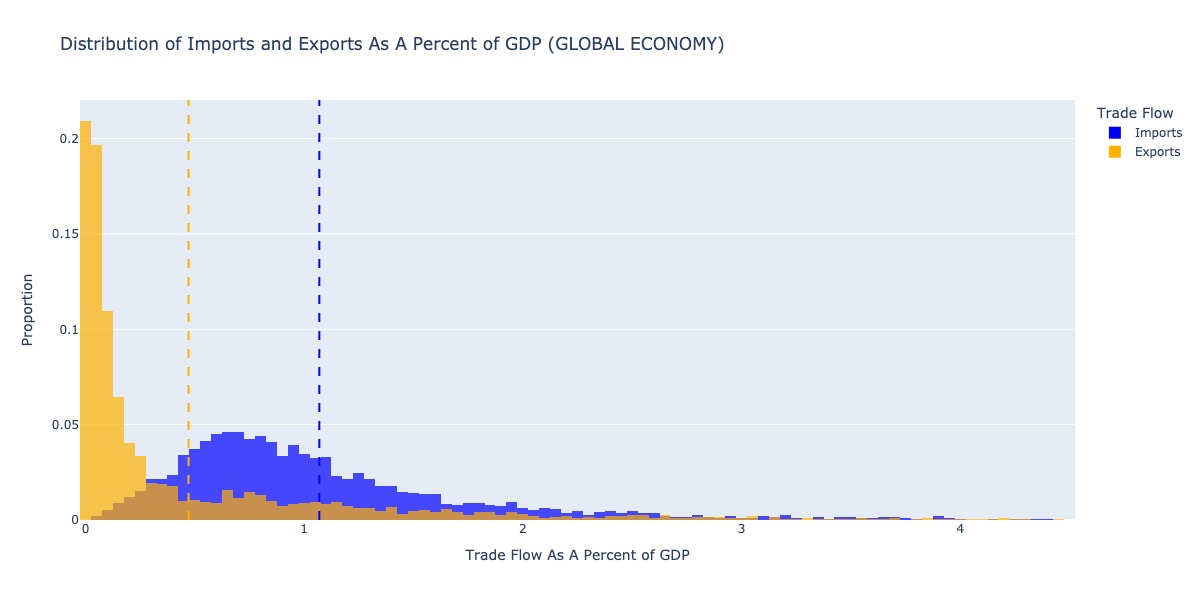 Distribution of Imports and Exports As A Percent of GDP (GLOBAL ECONOMY)
Trade Flow
Imports
Exports
0.2
0.15
0.1
0.05
0
Proportion
0 1 2 3 4
Trade Flow As A Percent of GDP